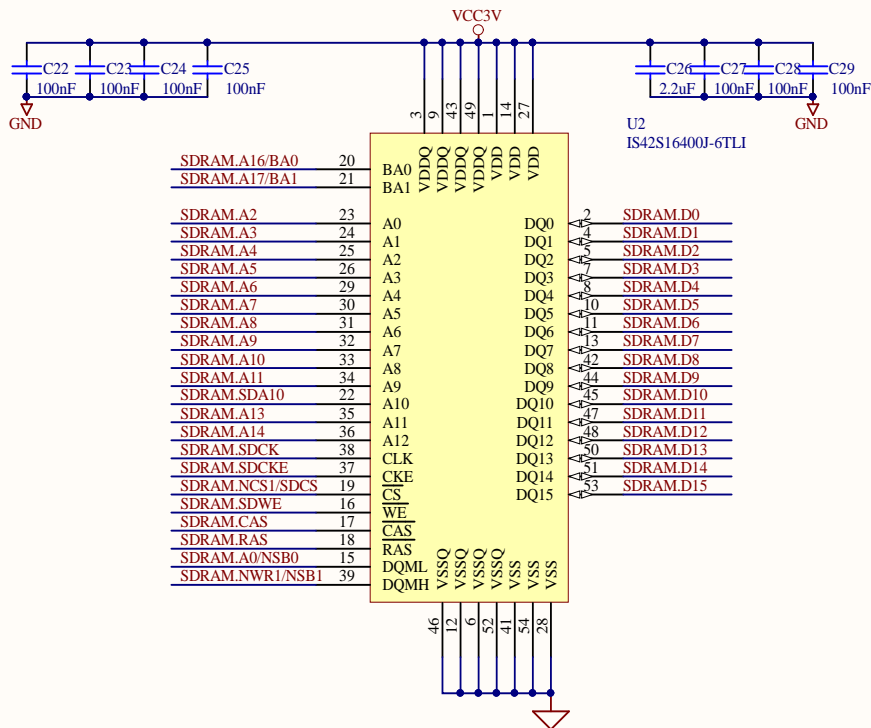 VCC3V
C22 C23 C24 C25 C26 C27 C28 C29
100nF 100nF 100nF 100nF 2.2uF 100nF 100nF 100nF
GND GND
U2
IS42S16400J-6TLI
3 9 43 49 1 14 27
VDDQ VDDQ VDDQ VDDQ VDD VDD VDD
SDRAM.A16/BA0 20 BA0
SDRAM.A17/BA1 21 BA1
SDRAM.A2 23 A0 DQ0 2 SDRAM.D0
SDRAM.A3 24 A1 DQ1 4 SDRAM.D1
SDRAM.A4 25 A2 DQ2 5 SDRAM.D2
SDRAM.A5 26 A3 DQ3 7 SDRAM.D3
SDRAM.A6 29 A4 DQ4 8 SDRAM.D4
SDRAM.A7 30 A5 DQ5 10 SDRAM.D5
SDRAM.A8 31 A6 DQ6 11 SDRAM.D6
SDRAM.A9 32 A7 DQ7 13 SDRAM.D7
SDRAM.A10 33 A8 DQ8 42 SDRAM.D8
SDRAM.A11 34 A9 DQ9 44 SDRAM.D9
SDRAM.SDA10 22 A10 DQ10 45 SDRAM.D10
SDRAM.A13 35 A11 DQ11 47 SDRAM.D11
SDRAM.A14 36 A12 DQ12 48 SDRAM.D12
SDRAM.SDCK 38 CLK DQ13 50 SDRAM.D13
SDRAM.SDCKE 37 CKE DQ14 51 SDRAM.D14
SDRAM.NCS1/SDCS 19 CS DQ15 53 SDRAM.D15
SDRAM.SDWE 16 WE
SDRAM.CAS 17 CAS
SDRAM.RAS 18 RAS
SDRAM.A0/NSB0 15 DQML
SDRAM.NWR1/NSB1 39 DQMH
VSSQ VSSQ VSSQ VSSQ VSS VSS VSS
46 12 6 52 41 54 28